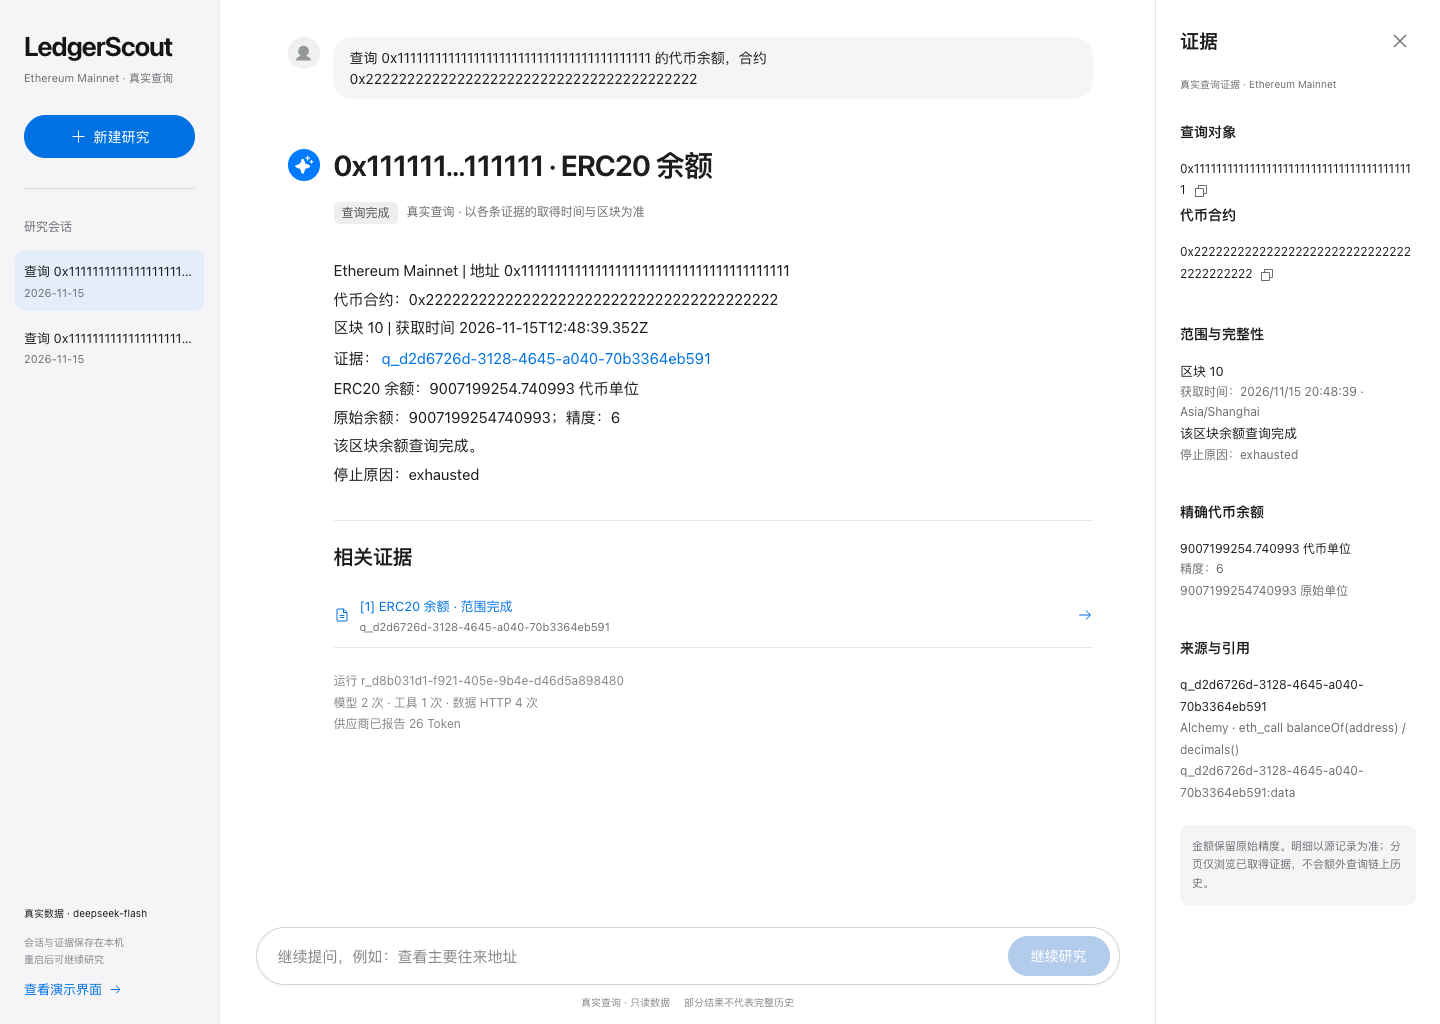 LedgerScout
Ethereum Mainnet · 真实查询
新建研究
研究会话
查询 0x1111111111111111111...
2026-11-15
查询 0x1111111111111111111...
2026-11-15
真实数据 · deepseek-flash
会话与证据保存在本机
重启后可继续研究
查看演示界面
查询 0x1111111111111111111111111111111111111111 的代币余额，合约
0x2222222222222222222222222222222222222222
0x111111...111111 · ERC20 余额
查询完成
真实查询 · 以各条证据的取得时间与区块为准
Ethereum Mainnet | 地址 0x1111111111111111111111111111111111111111
代币合约：0x2222222222222222222222222222222222222222
区块 10 | 获取时间 2026-11-15T12:48:39.352Z
证据： q_d2d6726d-3128-4645-a040-70b3364eb591
ERC20 余额：9007199254.740993 代币单位
原始余额：9007199254740993；精度：6
该区块余额查询完成。
停止原因：exhausted
相关证据
[1] ERC20 余额 · 范围完成
q_d2d6726d-3128-4645-a040-70b3364eb591
运行 r_d8b031d1-f921-405e-9b4e-d46d5a898480
模型 2 次 · 工具 1 次 · 数据 HTTP 4 次
供应商已报告 26 Token
继续提问，例如：查看主要往来地址
继续研究
真实查询 · 只读数据
部分结果不代表完整历史
证据
真实查询证据 · Ethereum Mainnet
查询对象
0x111111111111111111111111111111111111111
1
代币合约
0x222222222222222222222222222222
2222222222
范围与完整性
区块 10
获取时间：2026/11/15 20:48:39 ·
Asia/Shanghai
该区块余额查询完成
停止原因：exhausted
精确代币余额
9007199254.740993 代币单位
精度：6
9007199254740993 原始单位
来源与引用
q_d2d6726d-3128-4645-a040-
70b3364eb591
Alchemy · eth_call balanceOf(address) /
decimals()
q_d2d6726d-3128-4645-a040-
70b3364eb591:data
金额保留原始精度。明细以源记录为准；分
页仅浏览已取得证据，不会额外查询链上历
史。